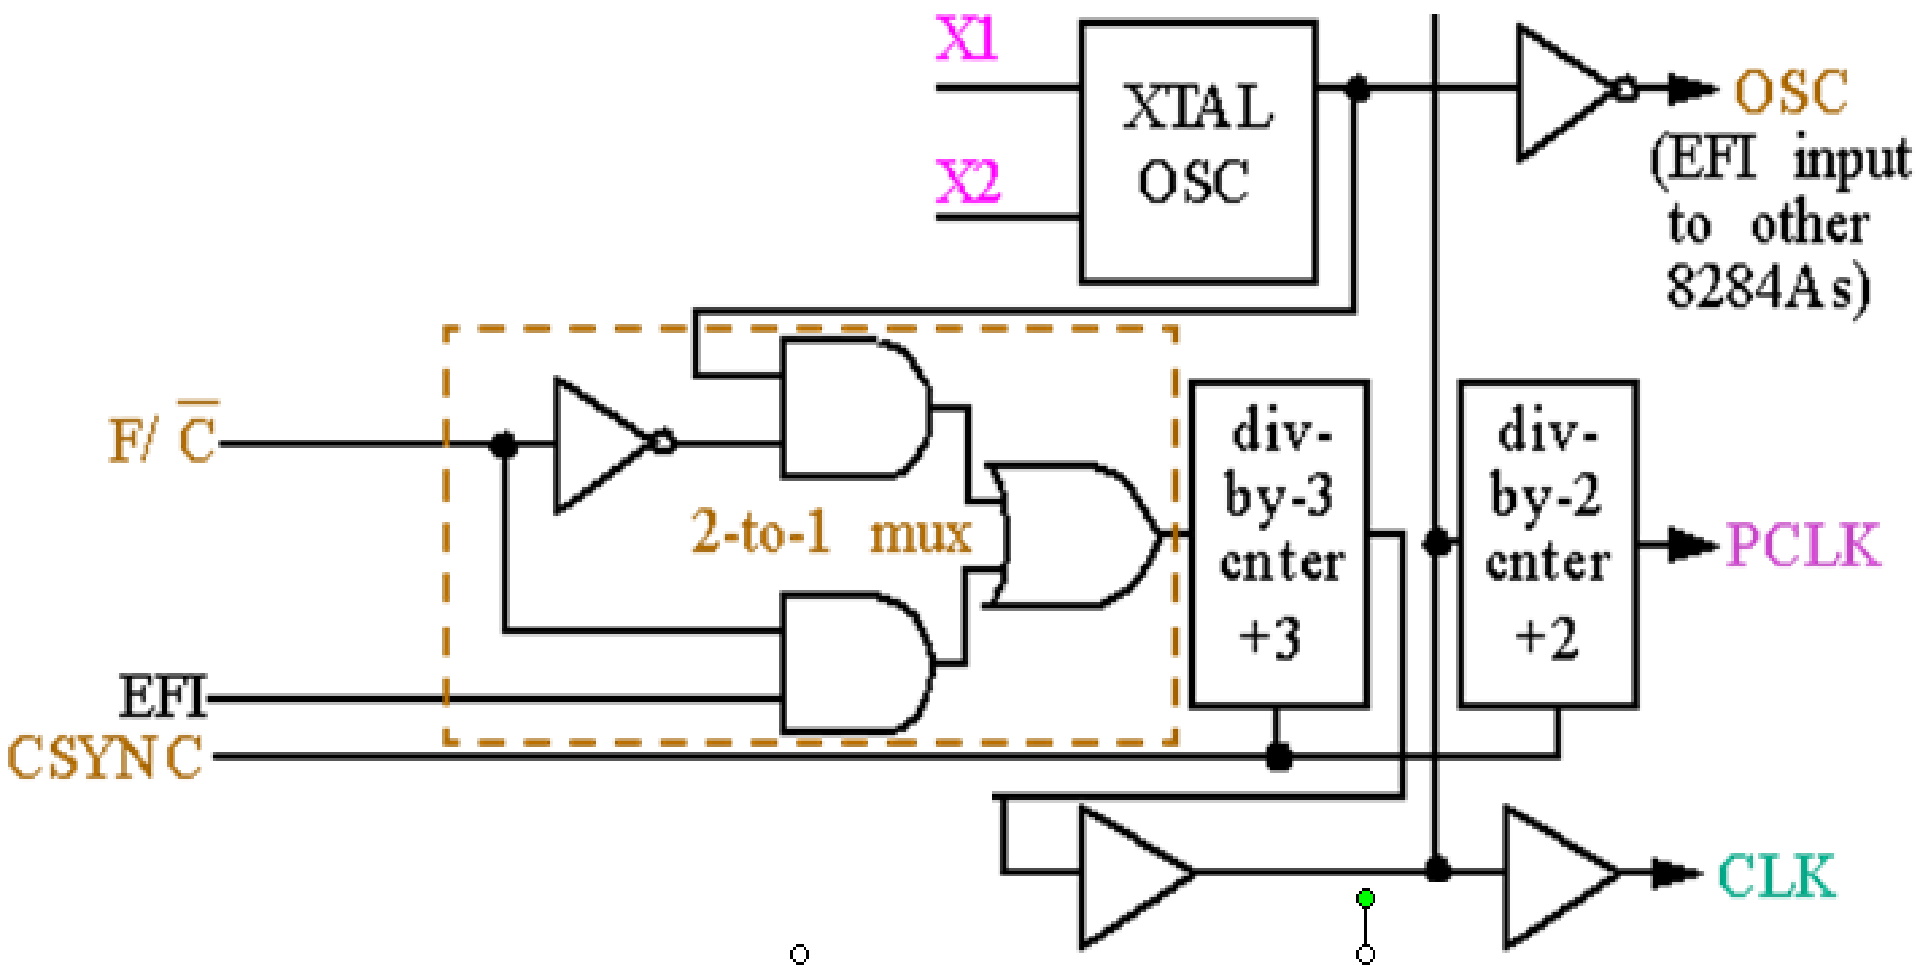 X1
XTAL
OSC
X2
OSC
(EFI input
to other
8284As)
F/ C̅
2-to-1 mux
div-
by-3
cnter
+3
div-
by-2
cnter
+2
PCLK
EFI
CSYNC
CLK